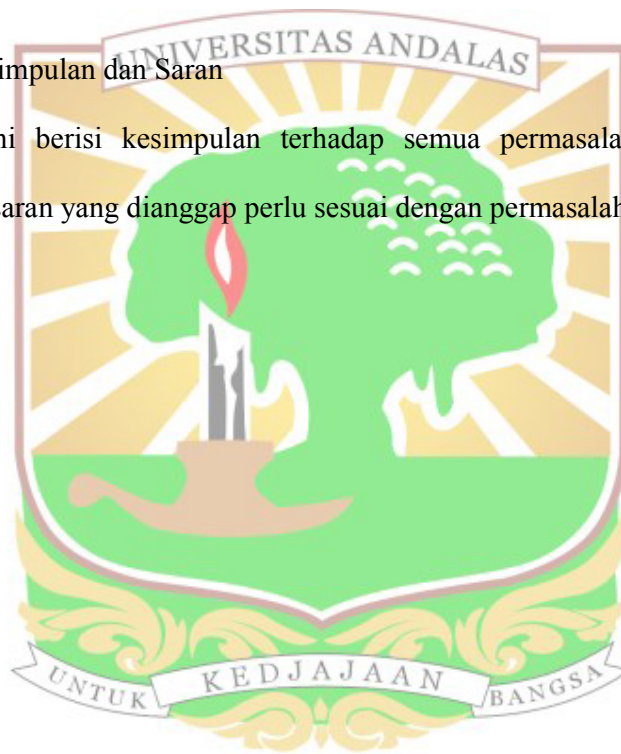 UNIVERSITAS ANDALAS
impulan dan Saran
ni berisi kesimpulan terhadap semua permasala
saran yang dianggap perlu sesuai dengan permasalah
UNTUK KEDJAJAAN BANGSA